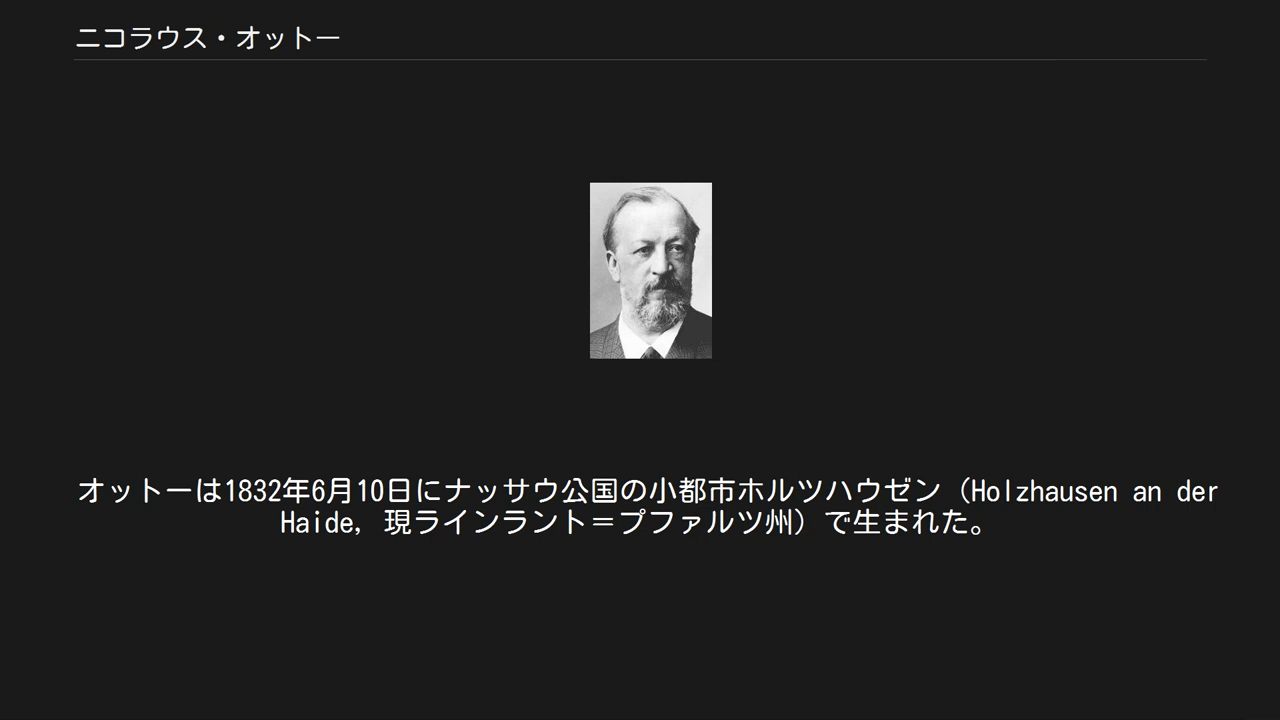 ニコラウス・オットー
オットーは1832年6月10日にナッサウ公国の小都市ホルツハウゼン（Holzhausen an der
Haide, 現ラインラント＝プファルツ州）で生まれた。